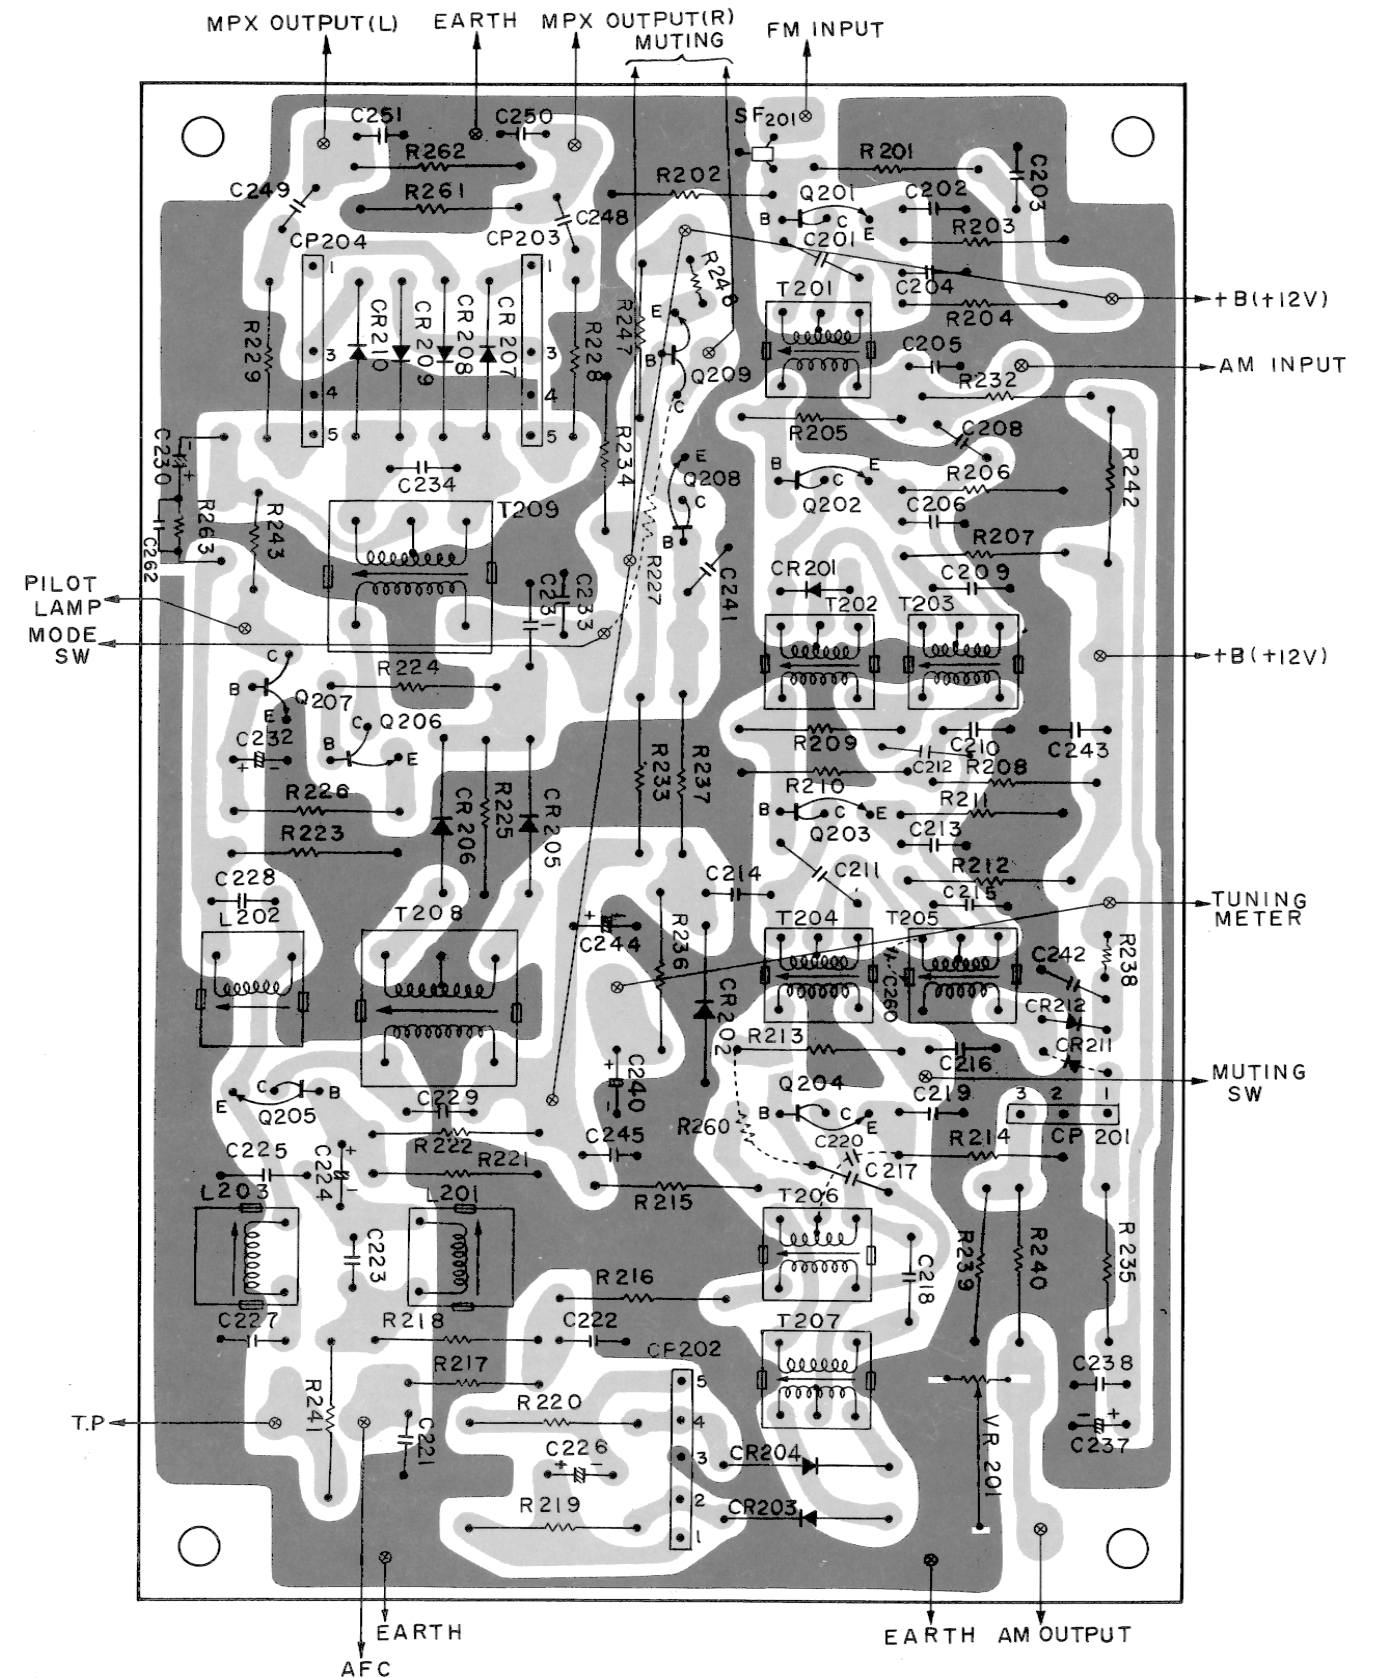 MPX OUTPUT(L)
EARTH
MPX OUTPUT(R)
MUTING
FM INPUT
C251
C250
SF201
R262
R201
R202
C203
C249
R261
Q201
C202
B
C
E
C248
R203
CP204
CP203
C201
1
1
R246
C204
T201
+B(+12V)
R229
CR210
CR209
CR208
CR207
R228
R247
E
R204
3
3
B
Q209
C205
AM INPUT
4
4
C
R232
5
5
R205
C208
C230
-
+
R234
E
Q208
B
C
E
R206
R242
C234
C
Q202
C206
R263
R243
T209
B
R207
C262
R227
C241
CR201
C209
PILOT
LAMP
C231
C233
T202
T203
MODE
SW
C
R224
+B(+12V)
B
Q207
E
C
Q206
C232
+
-
B
E
R209
C210
C243
C212
R208
R226
R233
R237
R210
R211
CR206
R225
CR205
B
C
E
Q203
C213
R223
C211
R212
C228
C214
C215
TUNING
METER
L202
T208
+
-
C244
R236
T204
T205
C242
R238
C260
CR202
CR212
R213
CR211
C216
C240
+
-
MUTING
SW
C
B
E
Q205
C229
Q204
B
C
E
C219
3
2
1
R222
C245
R260
C220
R214
CP 201
C225
C224
+
-
R221
C217
L203
L201
R215
T206
C223
R216
C218
R239
R240
R235
C227
R218
C222
T207
CP202
R217
5
C238
R241
R220
4
-
+
C237
T.P
C221
C226
+
-
3
CR204
VR 201
2
R219
CR203
1
EARTH
EARTH
AM OUTPUT
AFC